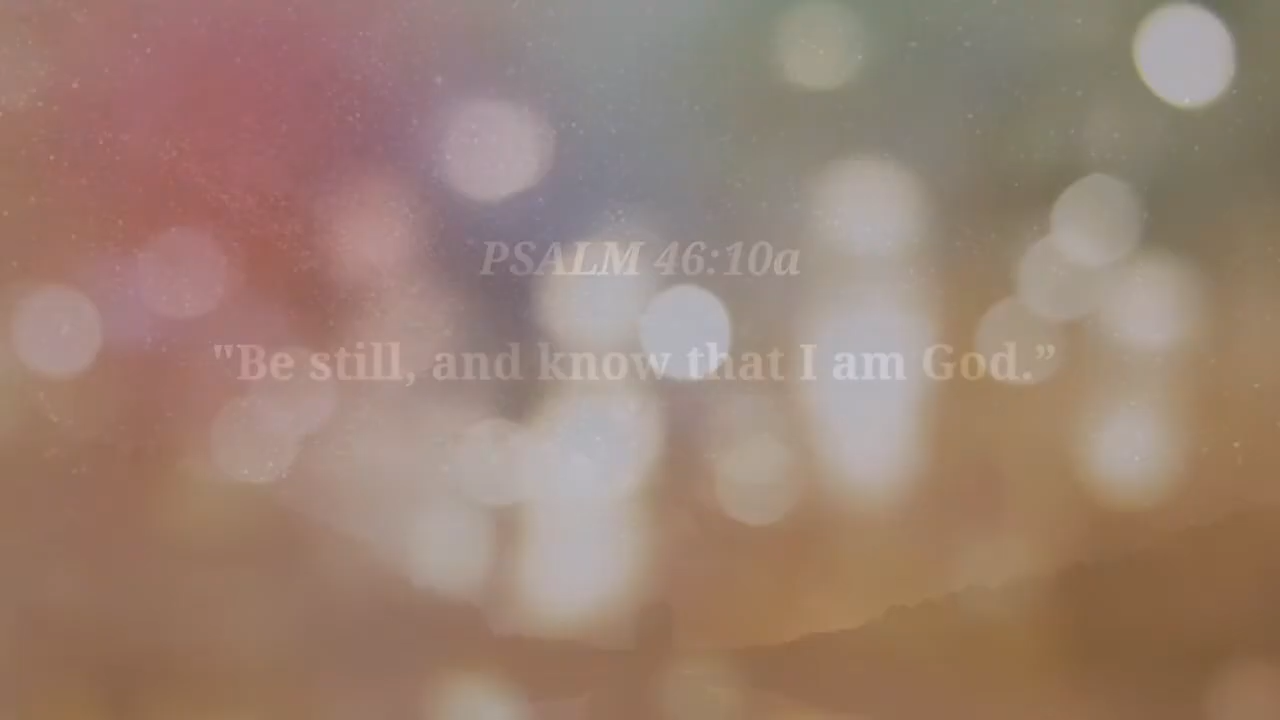 PSALM 46:10a
"Be still, and know that I am God.”